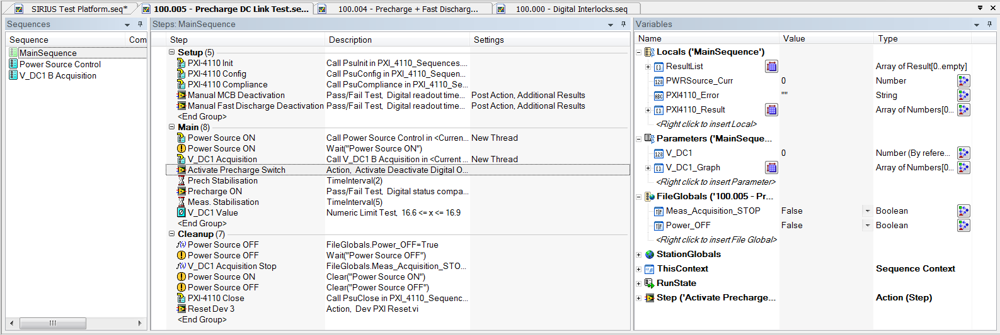 SIRIUS Test Platform.seq*
100.005 - Precharge DC Link Test.se...
100.004 - Precharge + Fast Discharg...
100.000 - Digital Interlocks.seq
Sequences
Sequence Com
MainSequence
Power Source Control
V_DC1 B Acquisition
Steps: MainSequence
Step Description Settings
Setup (5)
PXI-4110 Init Call PsuInit in PXI_4110_Sequences....
PXI-4110 Config Call PsuConfig in PXI_4110_Sequen...
PXI-4110 Compliance Call PsuCompliance in PXI_4110_Se...
Manual MCB Deactivation Pass/Fail Test, Digital readout time... Post Action, Additional Results
Manual Fast Discharge Deactivation Pass/Fail Test, Digital readout time... Post Action, Additional Results
<End Group>
Main (8)
Power Source ON Call Power Source Control in <Curren... New Thread
Power Source ON Wait("Power Source ON")
V_DC1 Acquisition Call V_DC1 B Acquisition in <Current ... New Thread
Activate Precharge Switch Action, Activate Deactivate Digital O...
Prech Stabilisation TimeInterval(2)
Precharge ON Pass/Fail Test, Digital status compa...
Meas. Stabilisation TimeInterval(5)
V_DC1 Value Numeric Limit Test, 16.6 <= x <= 16.9
<End Group>
Cleanup (7)
f(x) Power Source OFF FileGlobals.Power_OFF=True
Power Source OFF Wait("Power Source OFF")
f(x) V_DC1 Acquisition Stop FileGlobals.Meas_Acquisition_STO...
Power Source ON Clear("Power Source ON")
Power Source OFF Clear("Power Source OFF")
PXI-4110 Close Call PsuClose in PXI_4110_Sequenc...
Reset Dev 3 Action, Dev PXI Reset.vi
<End Group>
Variables
Name Value Type
Locals ('MainSequence')
ResultList Array of Result[0..empty]
PWRSource_Curr 0 Number
PXI4110_Error "" String
PXI4110_Result Array of Numbers[0...
<Right click to insert Local>
Parameters ('MainSeque...
V_DC1 0 Number (By refere...
V_DC1_Graph Array of Numbers[0...
<Right click to insert Parameter>
FileGlobals ('100.005 - Pr...
Meas_Acquisition_STOP False Boolean
Power_OFF False Boolean
<Right click to insert File Global>
StationGlobals
ThisContext Sequence Context
RunState
Step ('Activate Precharge... Action (Step)